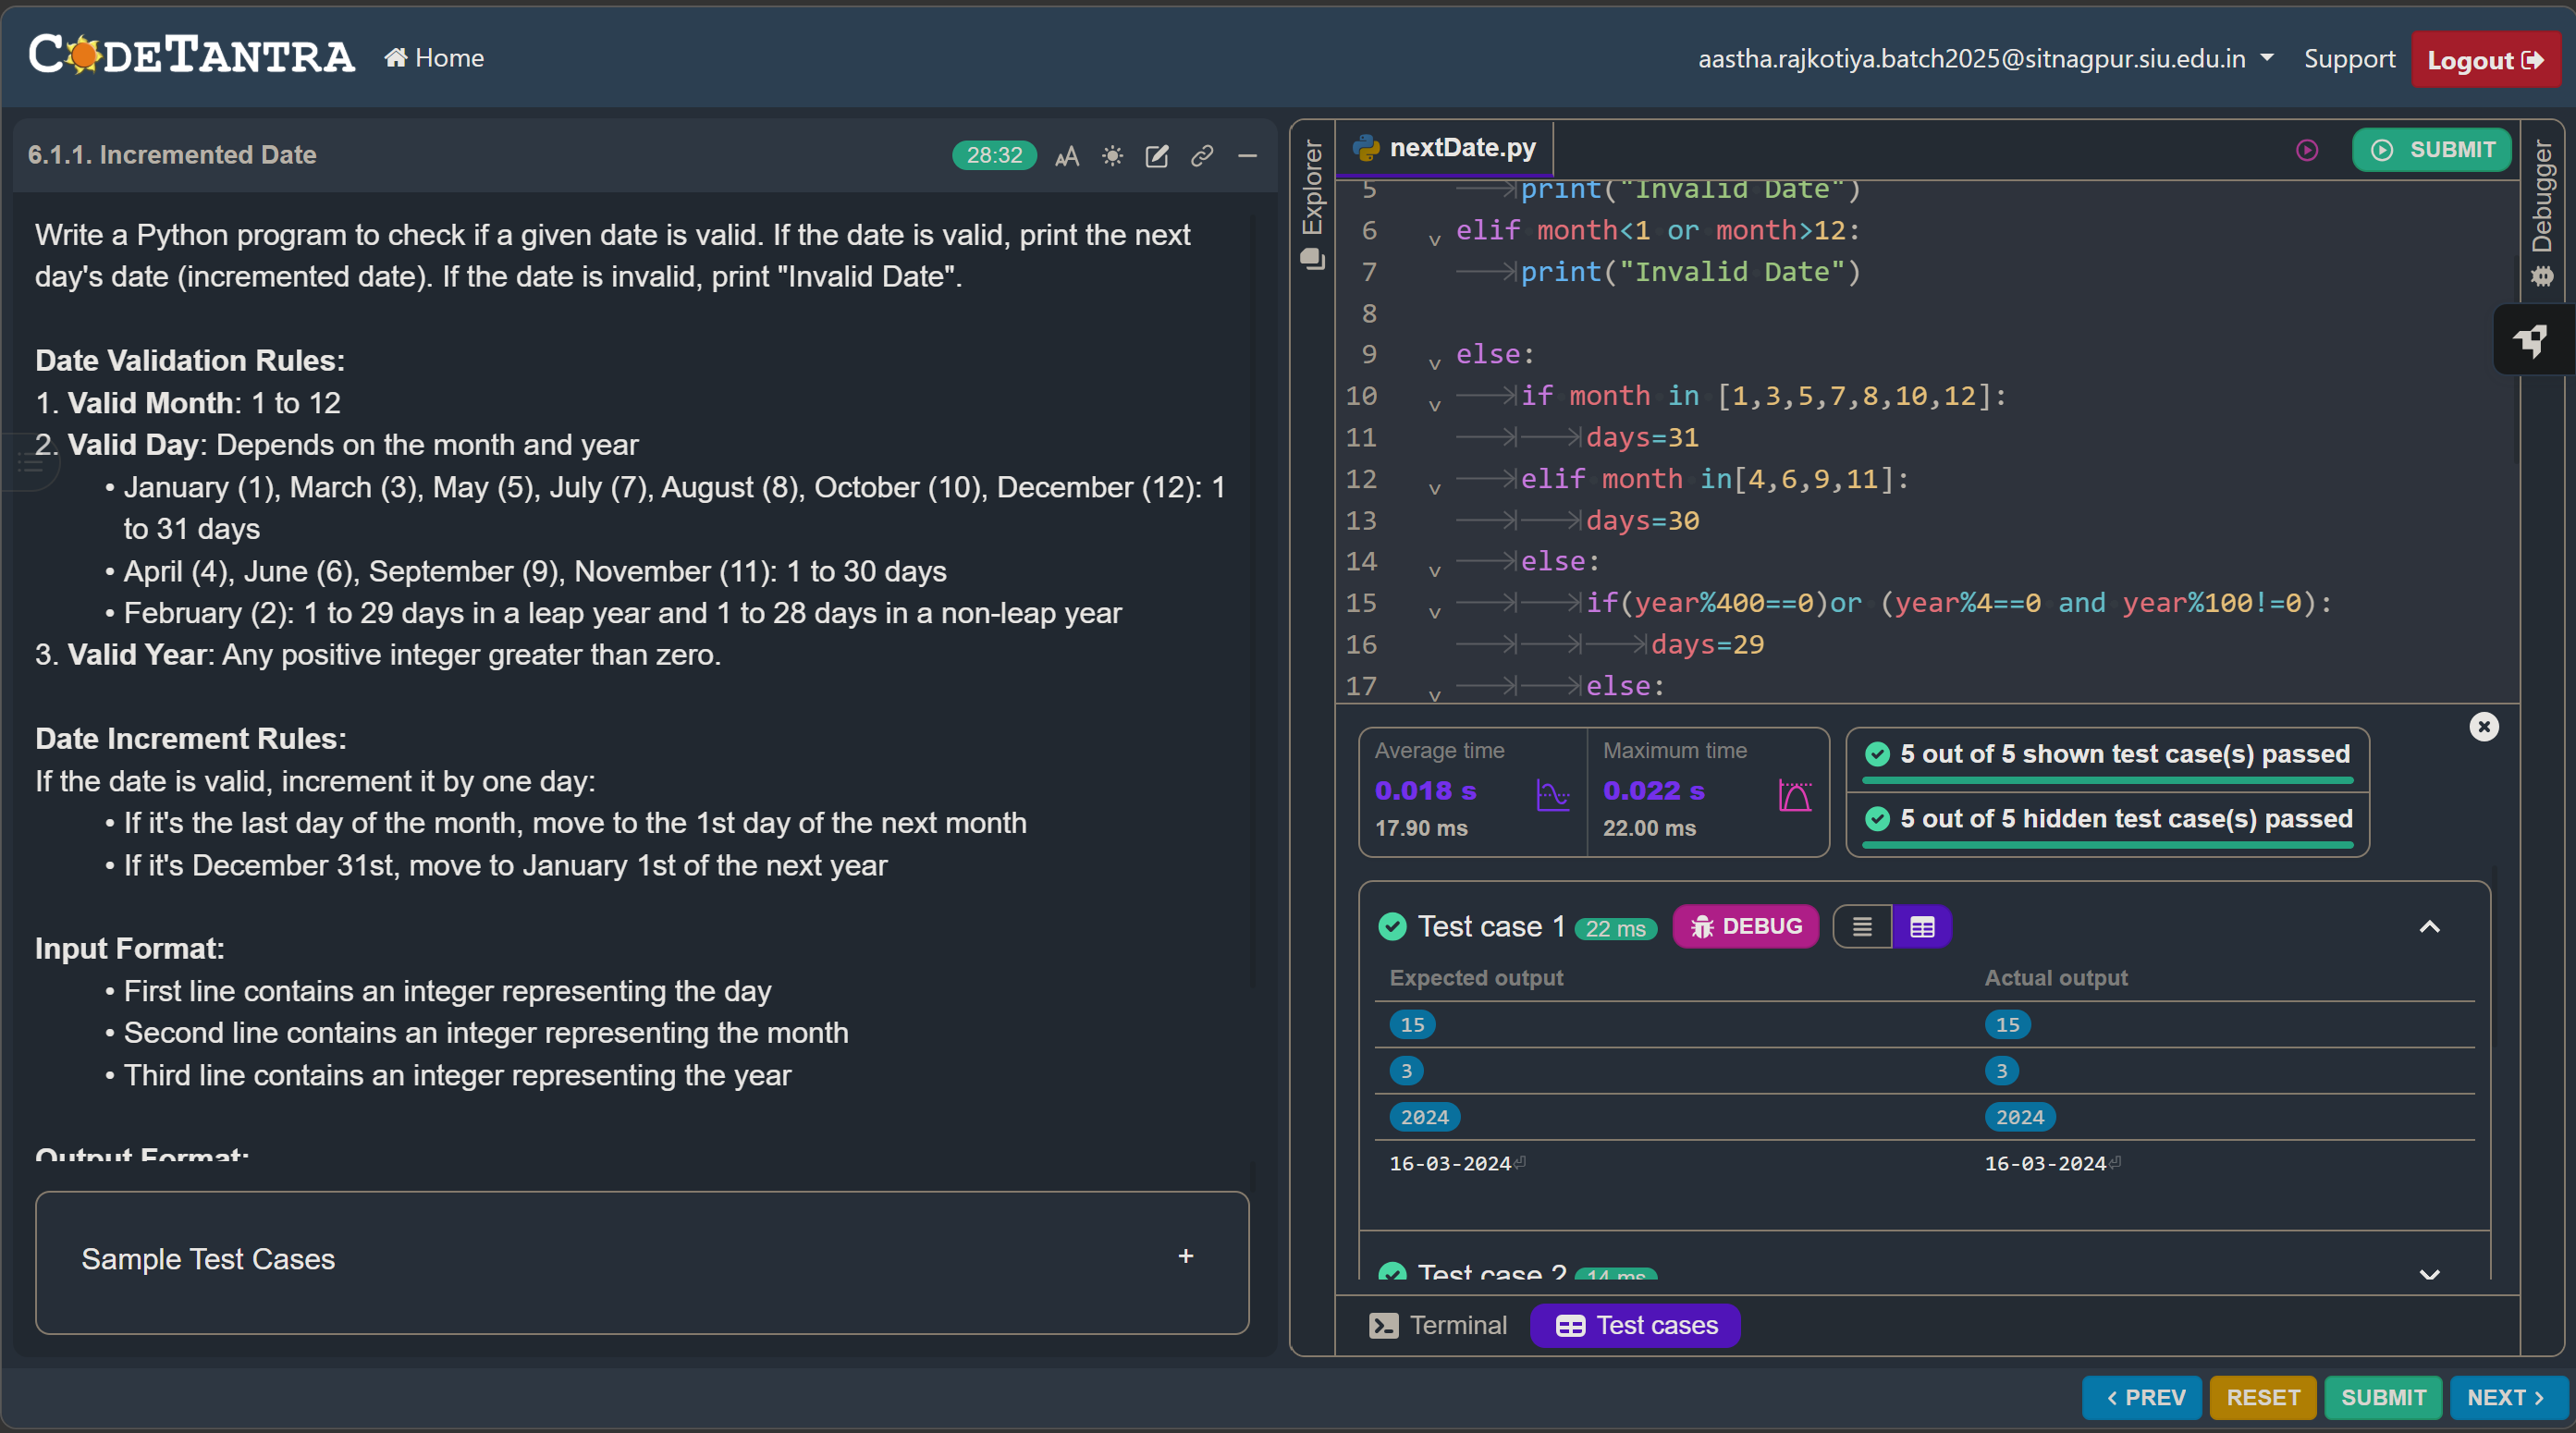 CODETANTRA
Home
aastha.rajkotiya.batch2025@sitnagpur.siu.edu.in
Support
Logout
6.1.1. Incremented Date
28:32
Write a Python program to check if a given date is valid. If the date is valid, print the next
day's date (incremented date). If the date is invalid, print "Invalid Date".
Date Validation Rules:
1. Valid Month: 1 to 12
2. Valid Day: Depends on the month and year
• January (1), March (3), May (5), July (7), August (8), October (10), December (12): 1
to 31 days
• April (4), June (6), September (9), November (11): 1 to 30 days
• February (2): 1 to 29 days in a leap year and 1 to 28 days in a non-leap year
3. Valid Year: Any positive integer greater than zero.
Date Increment Rules:
If the date is valid, increment it by one day:
• If it's the last day of the month, move to the 1st day of the next month
• If it's December 31st, move to January 1st of the next year
Input Format:
• First line contains an integer representing the day
• Second line contains an integer representing the month
• Third line contains an integer representing the year
Output Format:
Sample Test Cases
+
Explorer
nextDate.py
SUBMIT
Debugger
5 print("Invalid Date")
6 elif month<1 or month>12:
7 print("Invalid Date")
8
9 else:
10 if month in [1,3,5,7,8,10,12]:
11 days=31
12 elif month in[4,6,9,11]:
13 days=30
14 else:
15 if(year%400==0)or (year%4==0 and year%100!=0):
16 days=29
17 else:
Average time
0.018 s
17.90 ms
Maximum time
0.022 s
22.00 ms
5 out of 5 shown test case(s) passed
5 out of 5 hidden test case(s) passed
Test case 1 22 ms DEBUG
Expected output Actual output
15 15
3 3
2024 2024
16-03-2024 16-03-2024
Test case 2 14 ms
Terminal
Test cases
< PREV
RESET
SUBMIT
NEXT >